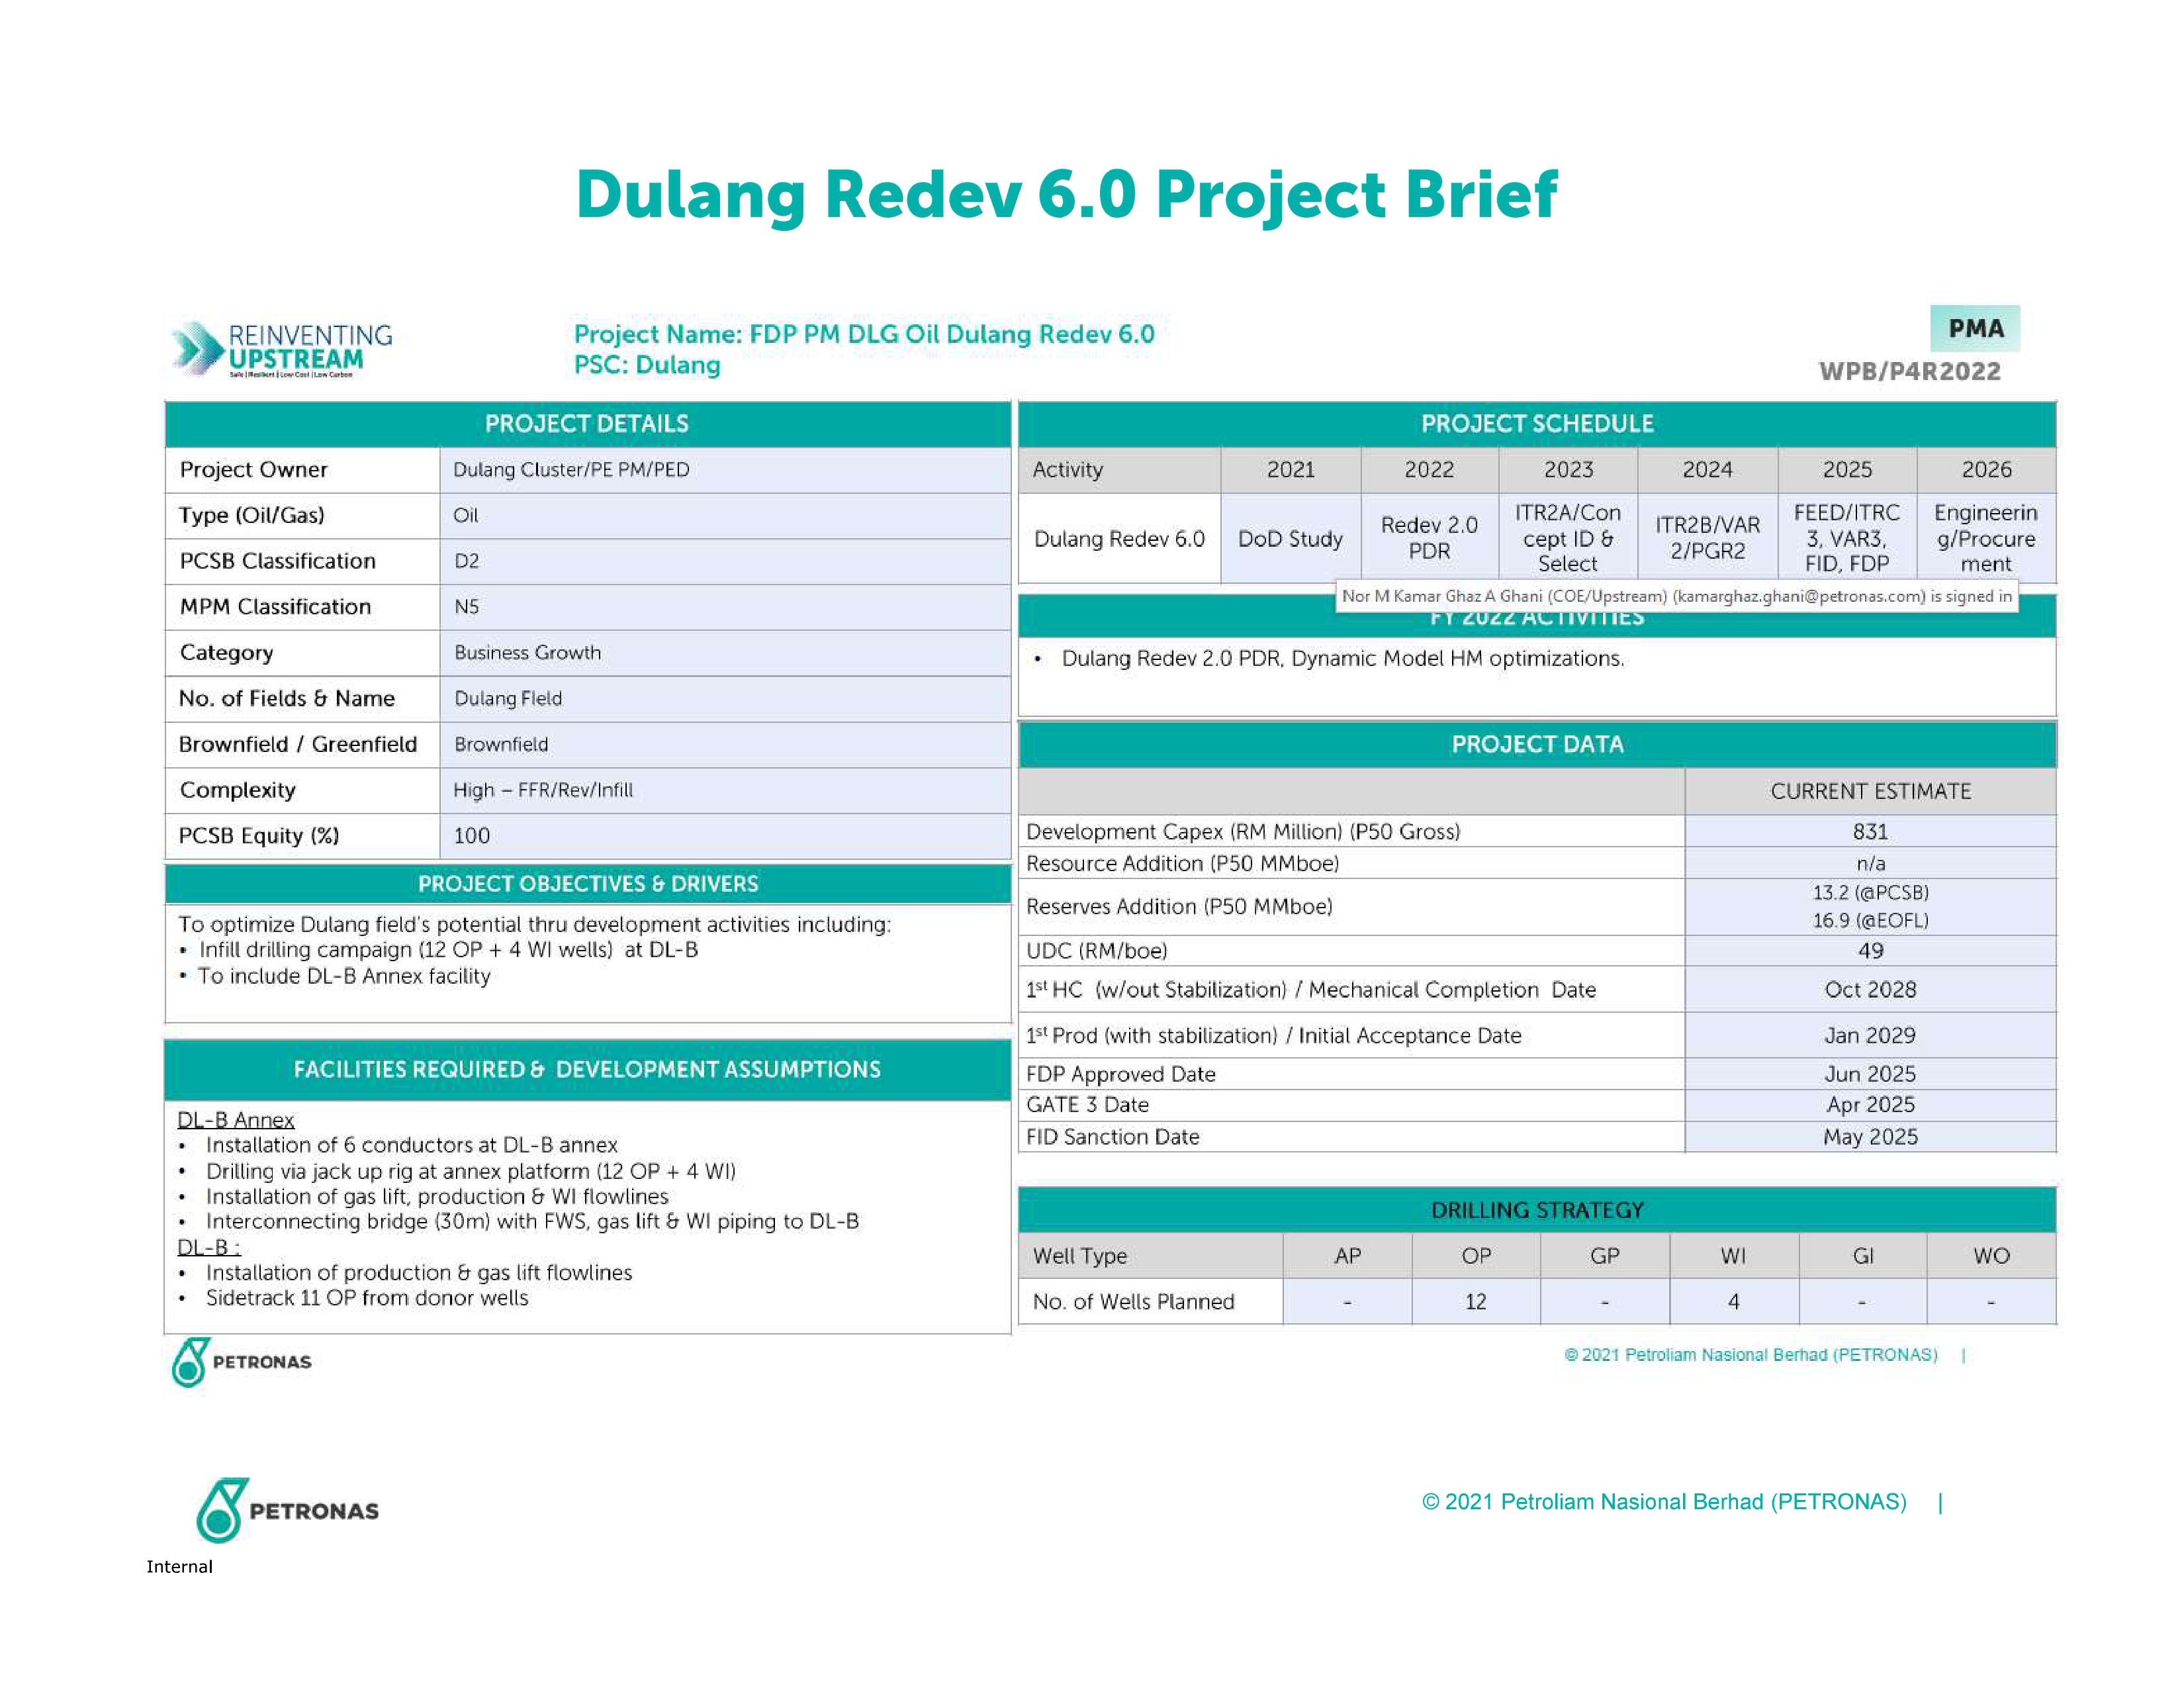 Dulang Redev 6.0 Project Brief
REINVENTING
UPSTREAM
Safe | Resilient | Low Cost | Low Carbon
Project Name: FDP PM DLG Oil Dulang Redev 6.0
PSC: Dulang
PMA
WPB/P4R2022
PROJECT DETAILS
Project Owner Dulang Cluster/PE PM/PED
Type (Oil/Gas) Oil
PCSB Classification D2
MPM Classification N5
Category Business Growth
No. of Fields & Name Dulang FIeld
Brownfield / Greenfield Brownfield
Complexity High – FFR/Rev/Infill
PCSB Equity (%) 100
PROJECT OBJECTIVES & DRIVERS
To optimize Dulang field's potential thru development activities including:
• Infill drilling campaign (12 OP + 4 WI wells) at DL-B
• To include DL-B Annex facility
FACILITIES REQUIRED & DEVELOPMENT ASSUMPTIONS
DL-B Annex
• Installation of 6 conductors at DL-B annex
• Drilling via jack up rig at annex platform (12 OP + 4 WI)
• Installation of gas lift, production & WI flowlines
• Interconnecting bridge (30m) with FWS, gas lift & WI piping to DL-B
DL-B :
• Installation of production & gas lift flowlines
• Sidetrack 11 OP from donor wells
PROJECT SCHEDULE
Activity 2021 2022 2023 2024 2025 2026
Dulang Redev 6.0
DoD Study
Redev 2.0
PDR
ITR2A/Con
cept ID &
Select
ITR2B/VAR
2/PGR2
FEED/ITRC
3, VAR3,
FID, FDP
Engineerin
g/Procure
ment
Nor M Kamar Ghaz A Ghani (COE/Upstream) (kamarghaz.ghani@petronas.com) is signed in
FY 2022 ACTIVITIES
• Dulang Redev 2.0 PDR, Dynamic Model HM optimizations.
PROJECT DATA
CURRENT ESTIMATE
Development Capex (RM Million) (P50 Gross) 831
Resource Addition (P50 MMboe) n/a
Reserves Addition (P50 MMboe)
13.2 (@PCSB)
16.9 (@EOFL)
UDC (RM/boe) 49
1st HC (w/out Stabilization) / Mechanical Completion Date Oct 2028
1st Prod (with stabilization) / Initial Acceptance Date Jan 2029
FDP Approved Date Jun 2025
GATE 3 Date Apr 2025
FID Sanction Date May 2025
DRILLING STRATEGY
Well Type AP OP GP WI GI WO
No. of Wells Planned - 12 - 4 - -
PETRONAS
© 2021 Petroliam Nasional Berhad (PETRONAS) |
PETRONAS
© 2021 Petroliam Nasional Berhad (PETRONAS) |
Internal